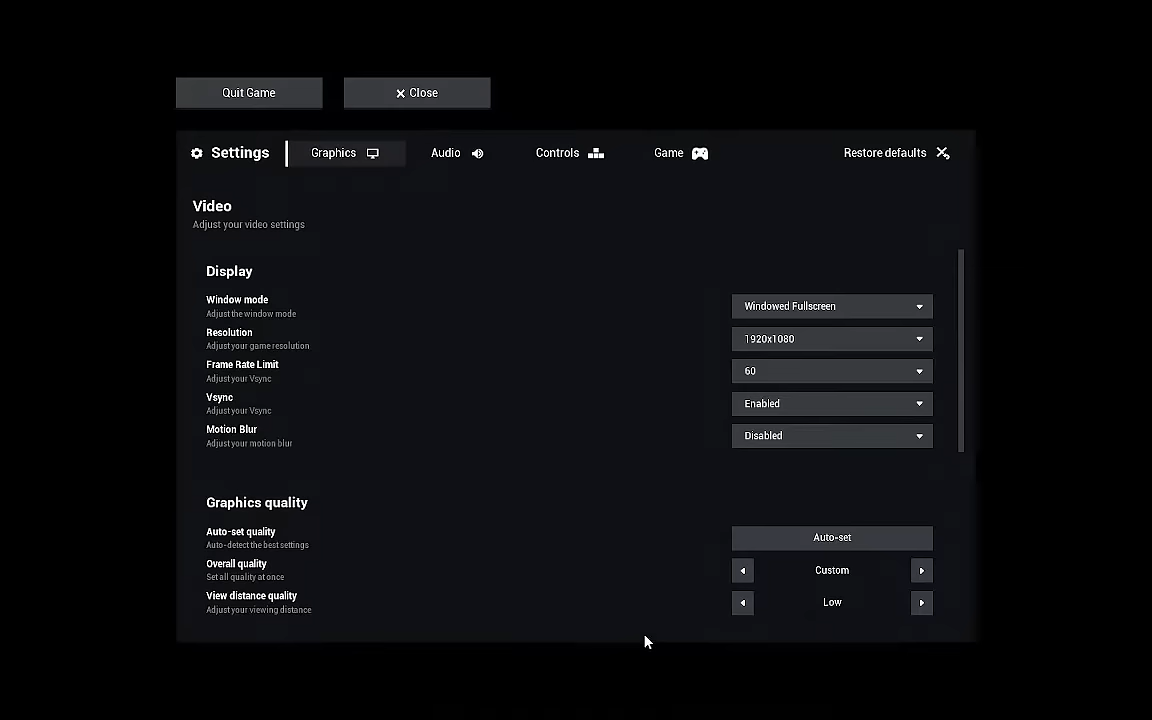 Quit Game
Close
Settings
Graphics
Audio
Controls
Game
Restore defaults
Video
Adjust your video settings
Display
Window mode
Windowed Fullscreen
Adjust the window mode
Resolution
1920x1080
Adjust your game resolution
Frame Rate Limit
60
Adjust your Vsync
Vsync
Enabled
Adjust your Vsync
Motion Blur
Disabled
Adjust your motion blur
Graphics quality
Auto-set quality
Auto-set
Auto-detect the best settings
Overall quality
Custom
Set all quality at once
View distance quality
Low
Adjust your viewing distance